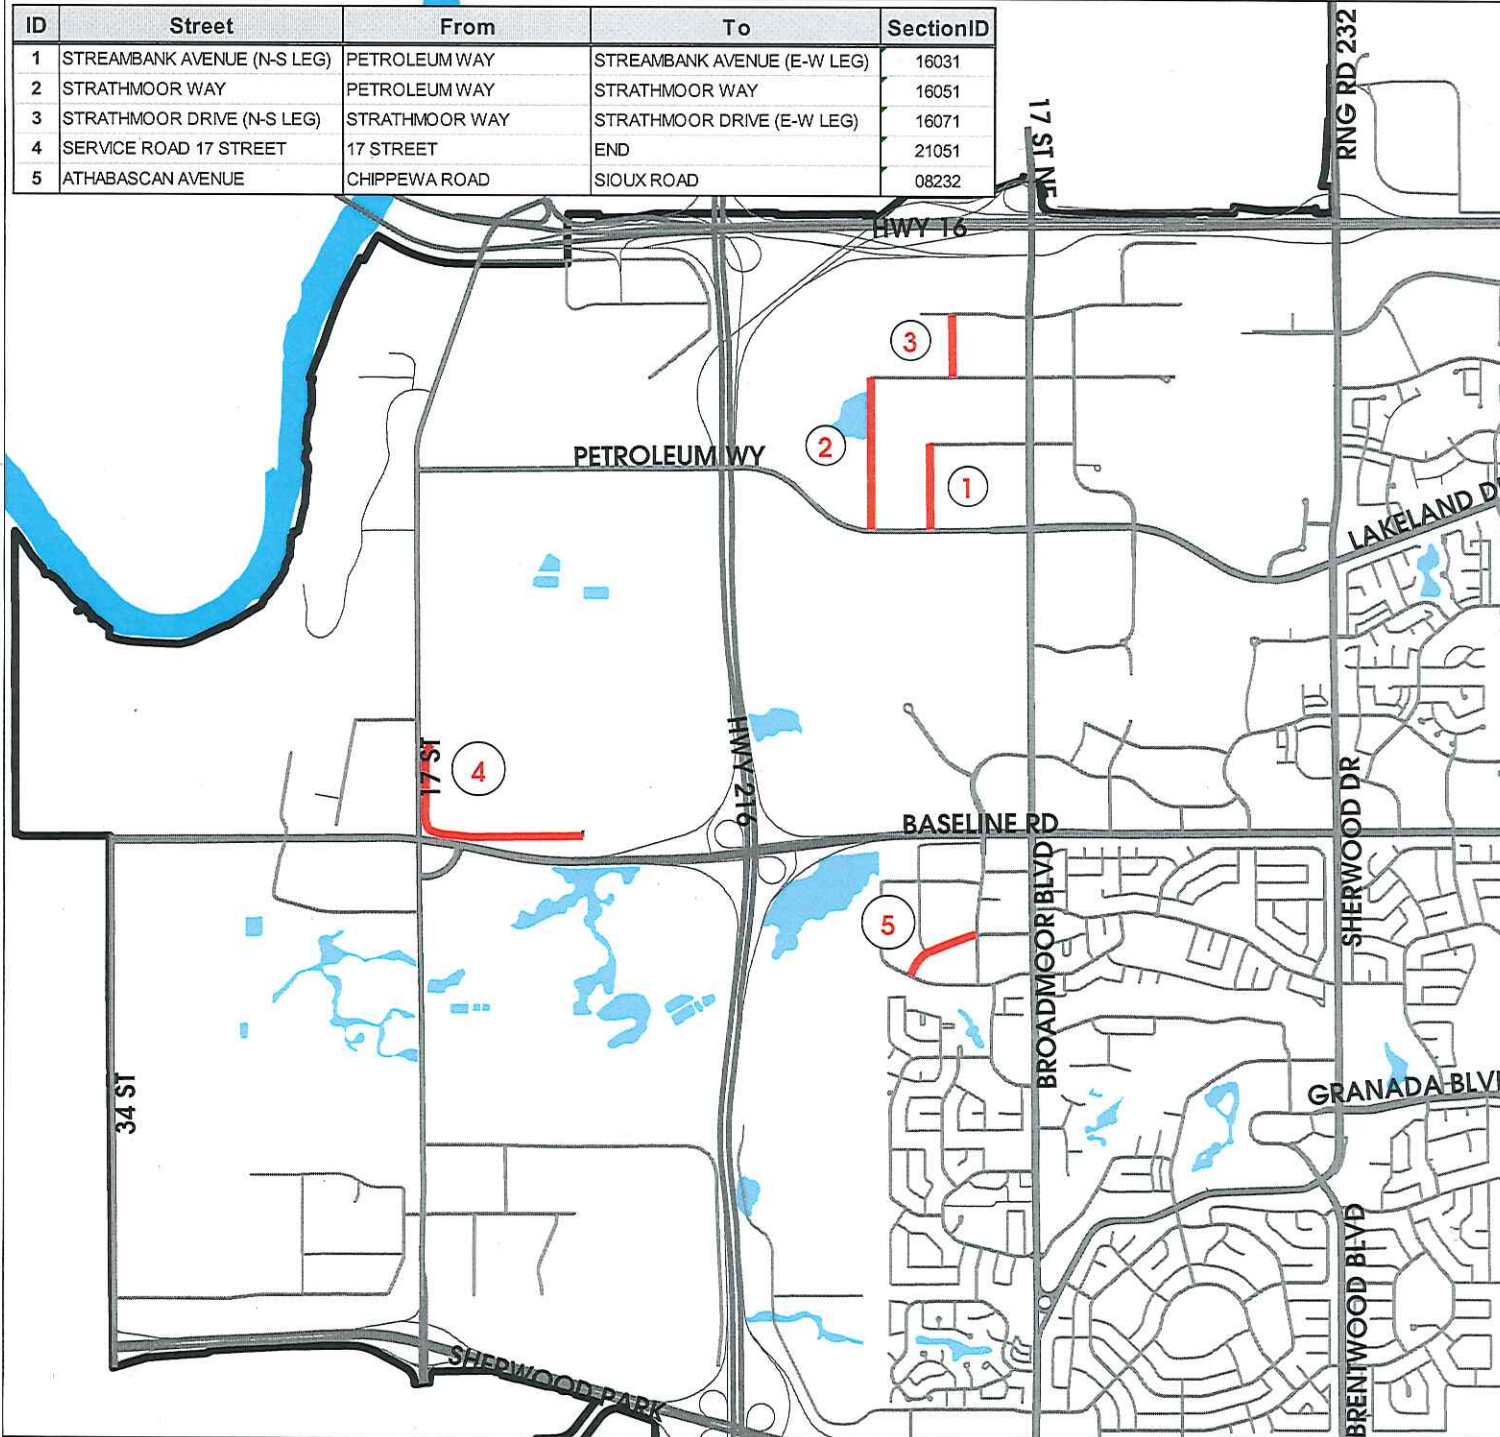 ID Street From To SectionID
1 STREAMBANK AVENUE (N-S LEG) PETROLEUM WAY STREAMBANK AVENUE (E-W LEG) 16031
2 STRATHMOOR WAY PETROLEUM WAY STRATHMOOR WAY 16051
3 STRATHMOOR DRIVE (N-S LEG) STRATHMOOR WAY STRATHMOOR DRIVE (E-W LEG) 16071
4 SERVICE ROAD 17 STREET 17 STREET END 21051
5 ATHABASCAN AVENUE CHIPPEWA ROAD SIOUX ROAD 08232
RNG RD 232
17 ST NE
HWY 16
3
2
PETROLEUM WY
1
LAKELAND DR
17 ST
4
HWY 216
BASELINE RD
SHERWOOD DR
5
BROADMOOR BLVD
34 ST
GRANADA BLVD
BRENTWOOD BLVD
SHERWOOD PARK